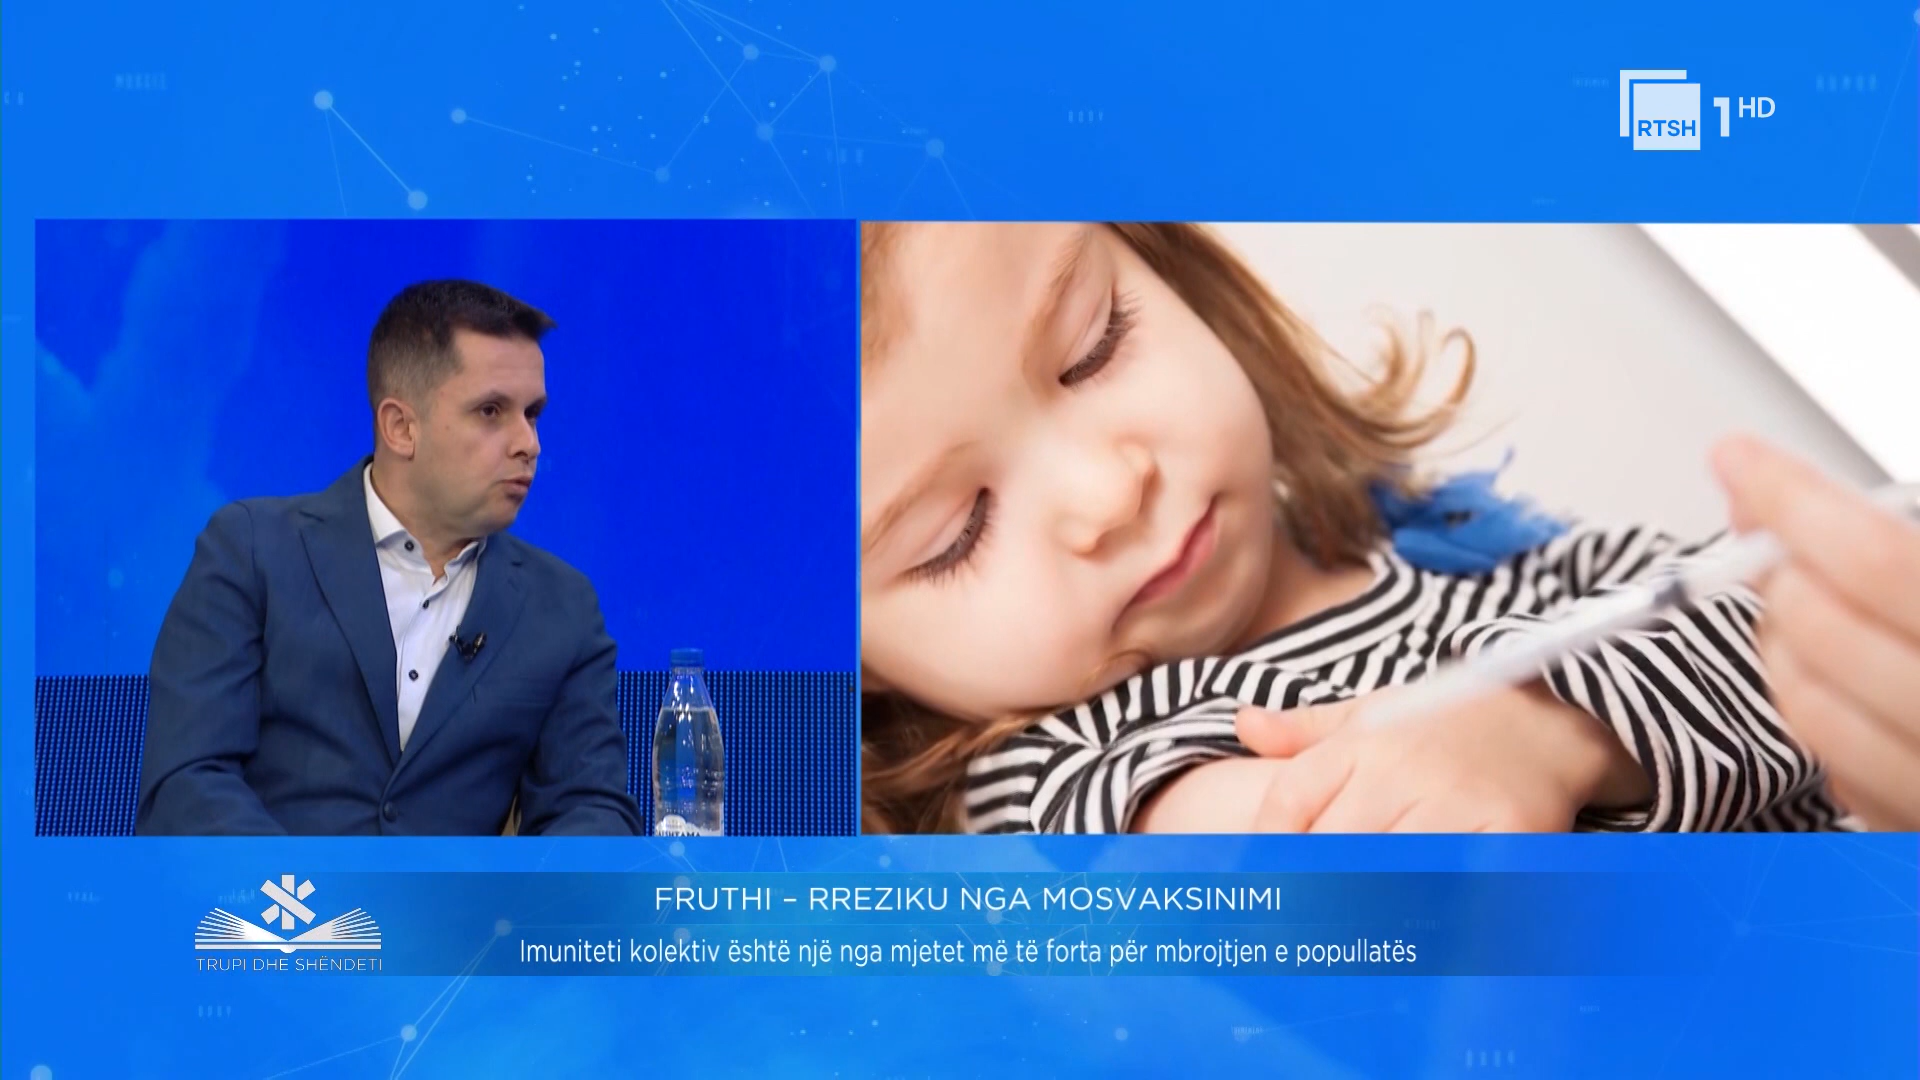 RTSH 1 HD
FRUTHI – RREZIKU NGA MOSVAKSINIMI
Imuniteti kolektiv është një nga mjetet më të forta për mbrojtjen e popullatës
TRUPI DHE SHËNDETI